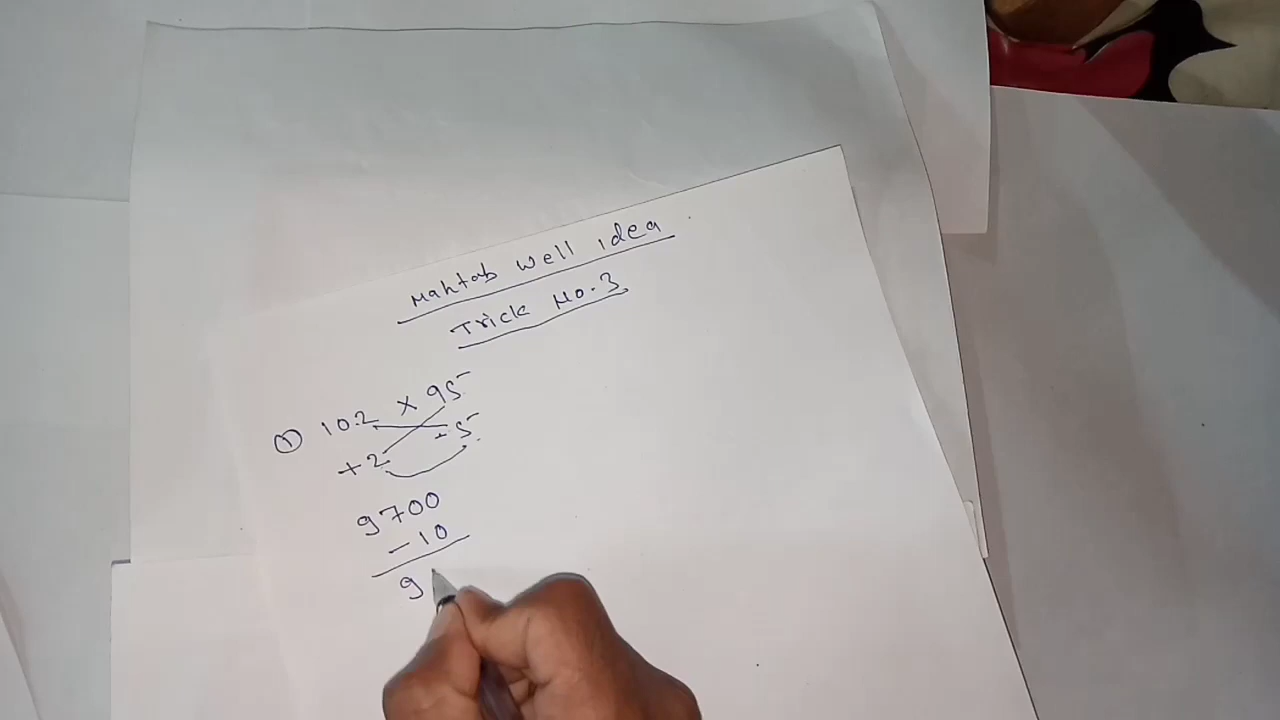 Mahtab Well idea
Trick No.3
① 102 × 95
+2 -5
9700
-10
9